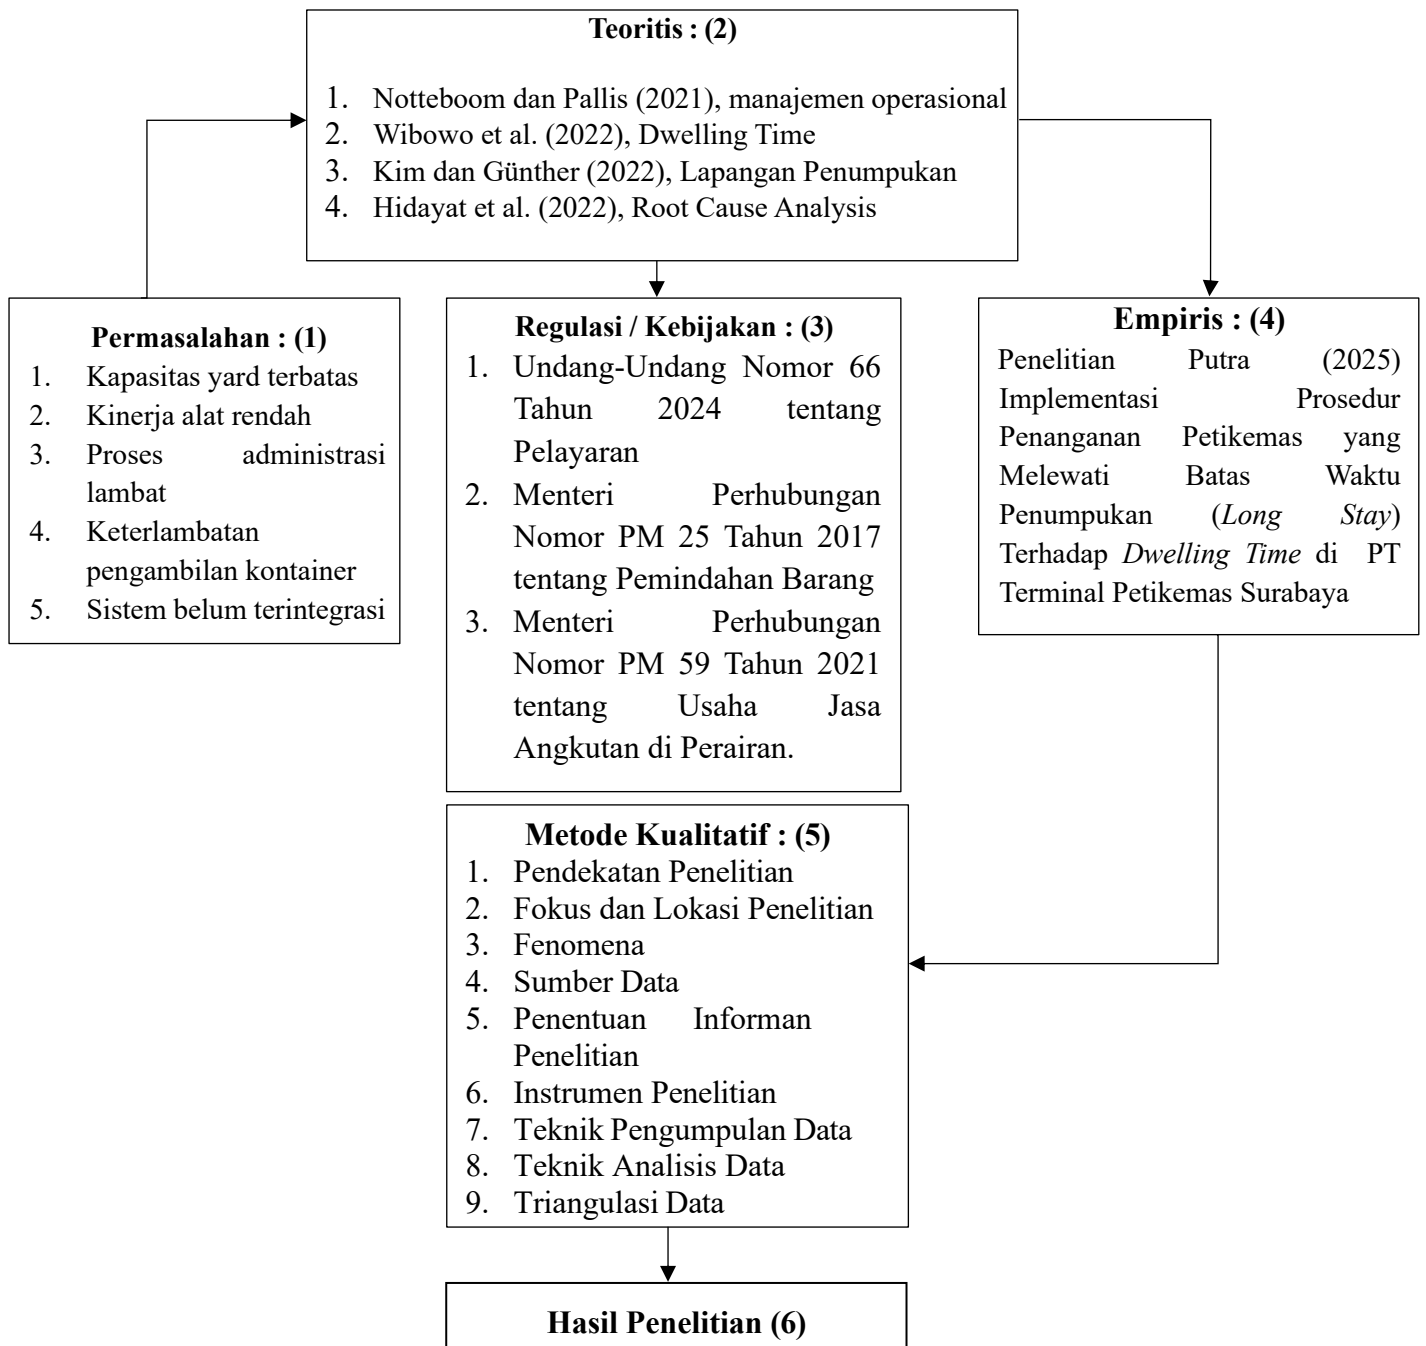 Teoritis : (2)
1. Notteboom dan Pallis (2021), manajemen operasional
2. Wibowo et al. (2022), Dwelling Time
3. Kim dan Günther (2022), Lapangan Penumpukan
4. Hidayat et al. (2022), Root Cause Analysis
Permasalahan : (1)
1. Kapasitas yard terbatas
2. Kinerja alat rendah
3. Proses administrasi
lambat
4. Keterlambatan
pengambilan kontainer
5. Sistem belum terintegrasi
Regulasi / Kebijakan : (3)
1. Undang-Undang Nomor 66
Tahun 2024 tentang
Pelayaran
2. Menteri Perhubungan
Nomor PM 25 Tahun 2017
tentang Pemindahan Barang
3. Menteri Perhubungan
Nomor PM 59 Tahun 2021
tentang Usaha Jasa
Angkutan di Perairan.
Empiris : (4)
Penelitian Putra (2025)
Implementasi Prosedur
Penanganan Petikemas yang
Melewati Batas Waktu
Penumpukan (Long Stay)
Terhadap Dwelling Time di PT
Terminal Petikemas Surabaya
Metode Kualitatif : (5)
1. Pendekatan Penelitian
2. Fokus dan Lokasi Penelitian
3. Fenomena
4. Sumber Data
5. Penentuan Informan
Penelitian
6. Instrumen Penelitian
7. Teknik Pengumpulan Data
8. Teknik Analisis Data
9. Triangulasi Data
Hasil Penelitian (6)